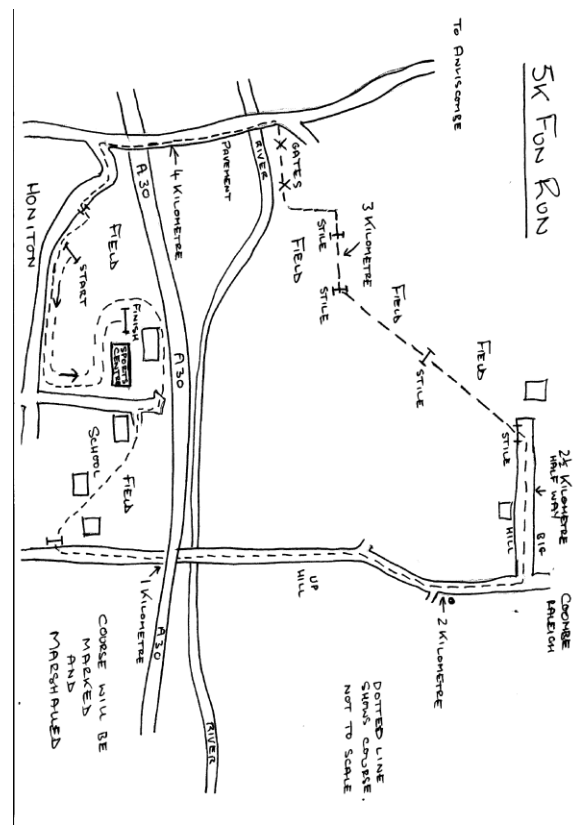 5K FUN RUN
TO AWLISCOMBE
GATES
RIVER
PAVEMENT
4 KILOMETRE
A30
HONITON
FIELD
START
FINISH
SPORTS
CENTRE
A30
STILE
3 KILOMETRE
FIELD
STILE
FIELD
STILE
FIELD
STILE
2½ KILOMETRE
HALF WAY
BIG
HILL
COOMBE
RALEIGH
2 KILOMETRE
UP
HILL
SCHOOL
FIELD
1 KILOMETRE
A30
RIVER
DOTTED LINE
SHOWS COURSE.
NOT TO SCALE
COURSE WILL BE
MARKED
AND
MARSHALLED